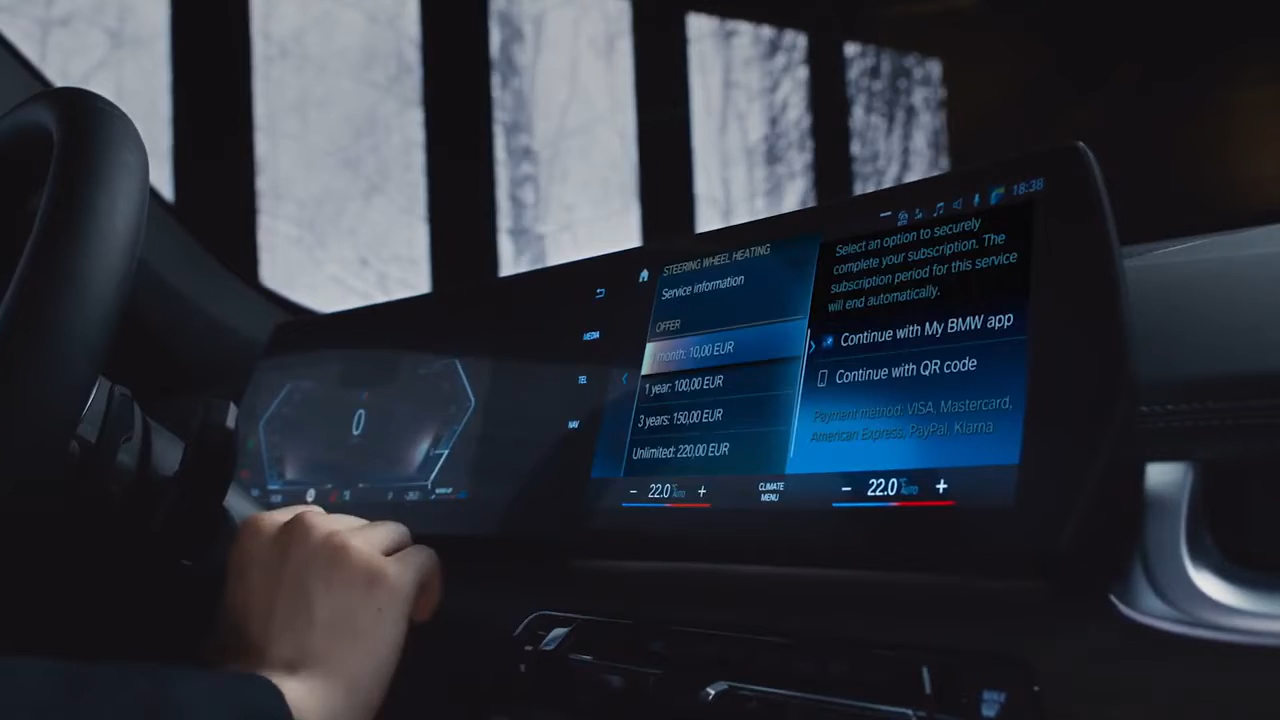 18:38
STEERING WHEEL HEATING
Service information
OFFER
month: 10,00 EUR
1 year: 100,00 EUR
3 years: 150,00 EUR
Unlimited: 220,00 EUR
Select an option to securely
complete your subscription. The
subscription period for this service
will end automatically.
Continue with My BMW app
Continue with QR code
Payment method: VISA, Mastercard,
American Express, PayPal, Klarna
MEDIA
TEL
NAV
0
− 22.0 °C AUTO +
CLIMATE
MENU
− 22.0 °C AUTO +